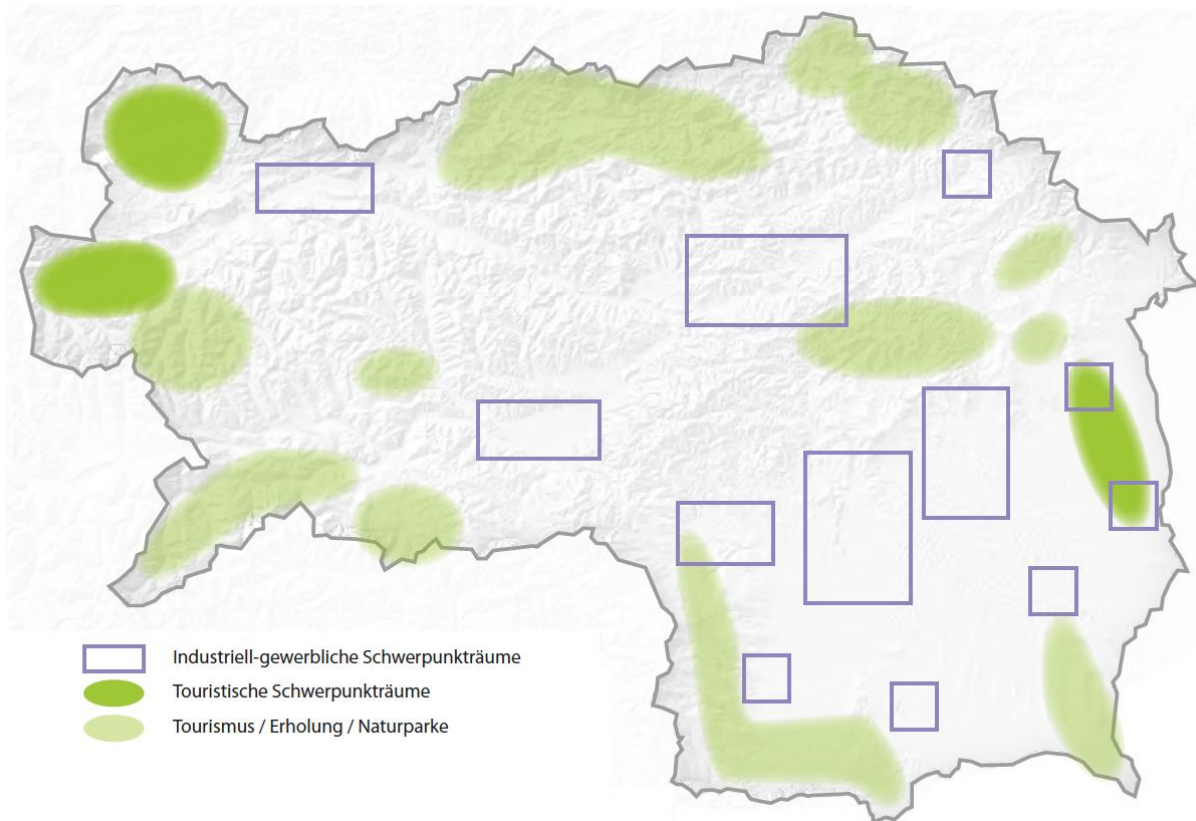 Industriell-gewerbliche Schwerpunkträume
Touristische Schwerpunkträume
Tourismus / Erholung / Naturparke